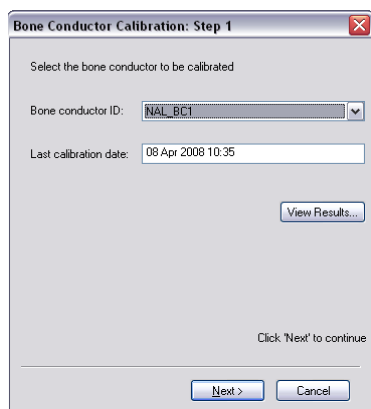 Bone Conductor Calibration: Step 1
Select the bone conductor to be calibrated
Bone conductor ID: NAL_BC1
Last calibration date: 08 Apr 2008 10:35
View Results...
Click 'Next' to continue
Next > Cancel